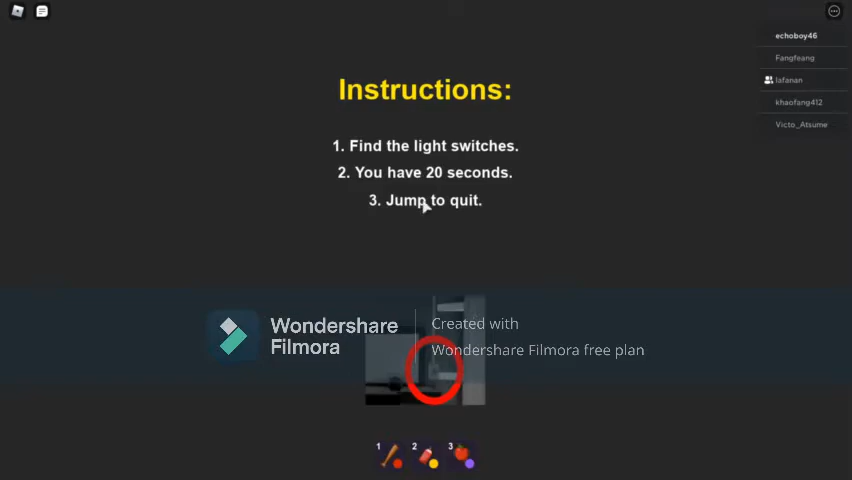 echoboy46
Fangfeang
lafanan
khaofang412
Victo_Atsume
Instructions:
1. Find the light switches.
2. You have 20 seconds.
3. Jump to quit.
Wondershare
Filmora
Created with
Wondershare Filmora free plan
1 2 3